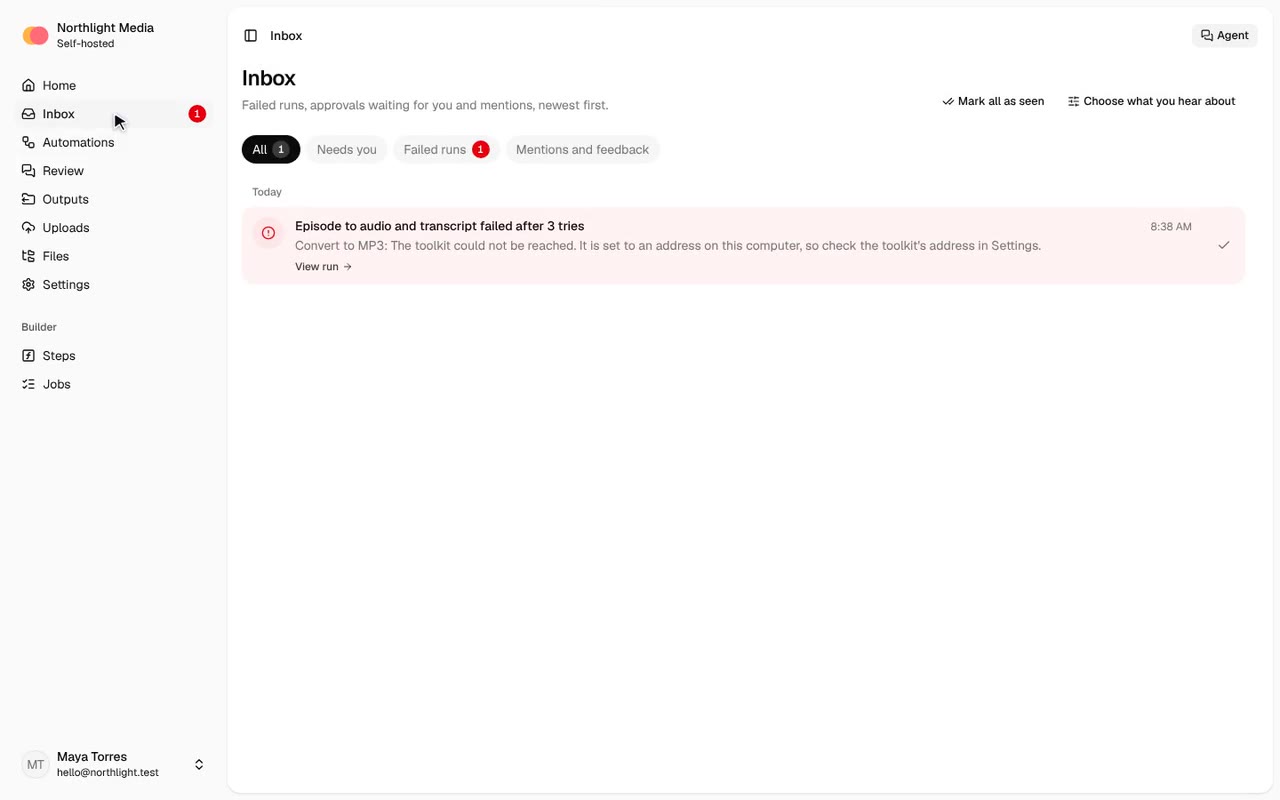 Northlight Media
Self-hosted
Home
Inbox 1
Automations
Review
Outputs
Uploads
Files
Settings
Builder
Steps
Jobs
MT
Maya Torres
hello@northlight.test
Inbox
Agent
Inbox
Failed runs, approvals waiting for you and mentions, newest first.
Mark all as seen
Choose what you hear about
All 1
Needs you
Failed runs 1
Mentions and feedback
Today
Episode to audio and transcript failed after 3 tries
8:38 AM
Convert to MP3: The toolkit could not be reached. It is set to an address on this computer, so check the toolkit's address in Settings.
View run →